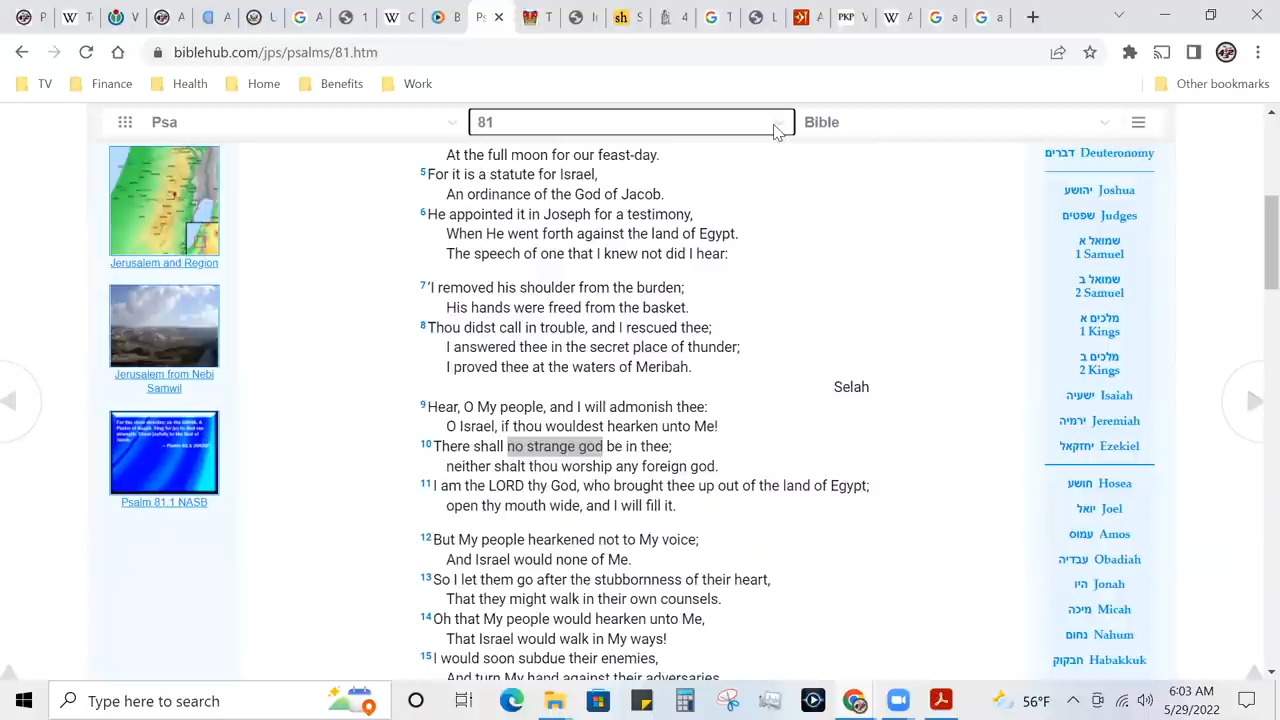 P
W T
O
U
G A
1
W C
B
Ps
T
I
sh S
4
G T
L
A
PKP V
W A
G a
G a
biblehub.com/jps/psalms/81.htm
TV Finance Health Home Benefits Work Other bookmarks
Psa 81 Bible
At the full moon for our feast-day.
5 For it is a statute for Israel,
An ordinance of the God of Jacob.
6 He appointed it in Joseph for a testimony,
When He went forth against the land of Egypt.
The speech of one that I knew not did I hear:
7 'I removed his shoulder from the burden;
His hands were freed from the basket.
8 Thou didst call in trouble, and I rescued thee;
I answered thee in the secret place of thunder;
I proved thee at the waters of Meribah.
Selah
9 Hear, O My people, and I will admonish thee:
O Israel, if thou wouldest hearken unto Me!
10 There shall no strange god be in thee;
neither shalt thou worship any foreign god.
11 I am the LORD thy God, who brought thee up out of the land of Egypt;
open thy mouth wide, and I will fill it.
12 But My people hearkened not to My voice;
And Israel would none of Me.
13 So I let them go after the stubbornness of their heart,
That they might walk in their own counsels.
14 Oh that My people would hearken unto Me,
That Israel would walk in My ways!
15 I would soon subdue their enemies,
And turn My hand against their adversaries
Jerusalem and Region
Jerusalem from Nebi
Samwil
Psalm 81.1 NASB
דברים Deuteronomy
יהושע Joshua
שפטים Judges
שמואל א
1 Samuel
שמואל ב
2 Samuel
מלכים א
1 Kings
מלכים ב
2 Kings
ישעיה Isaiah
ירמיה Jeremiah
יחזקאל Ezekiel
הושע Hosea
יואל Joel
עמוס Amos
עבדיה Obadiah
Jonah
מיכה Micah
נחום Nahum
חבקוק Habakkuk
Type here to search
56°F
6:03 AM
5/29/2022